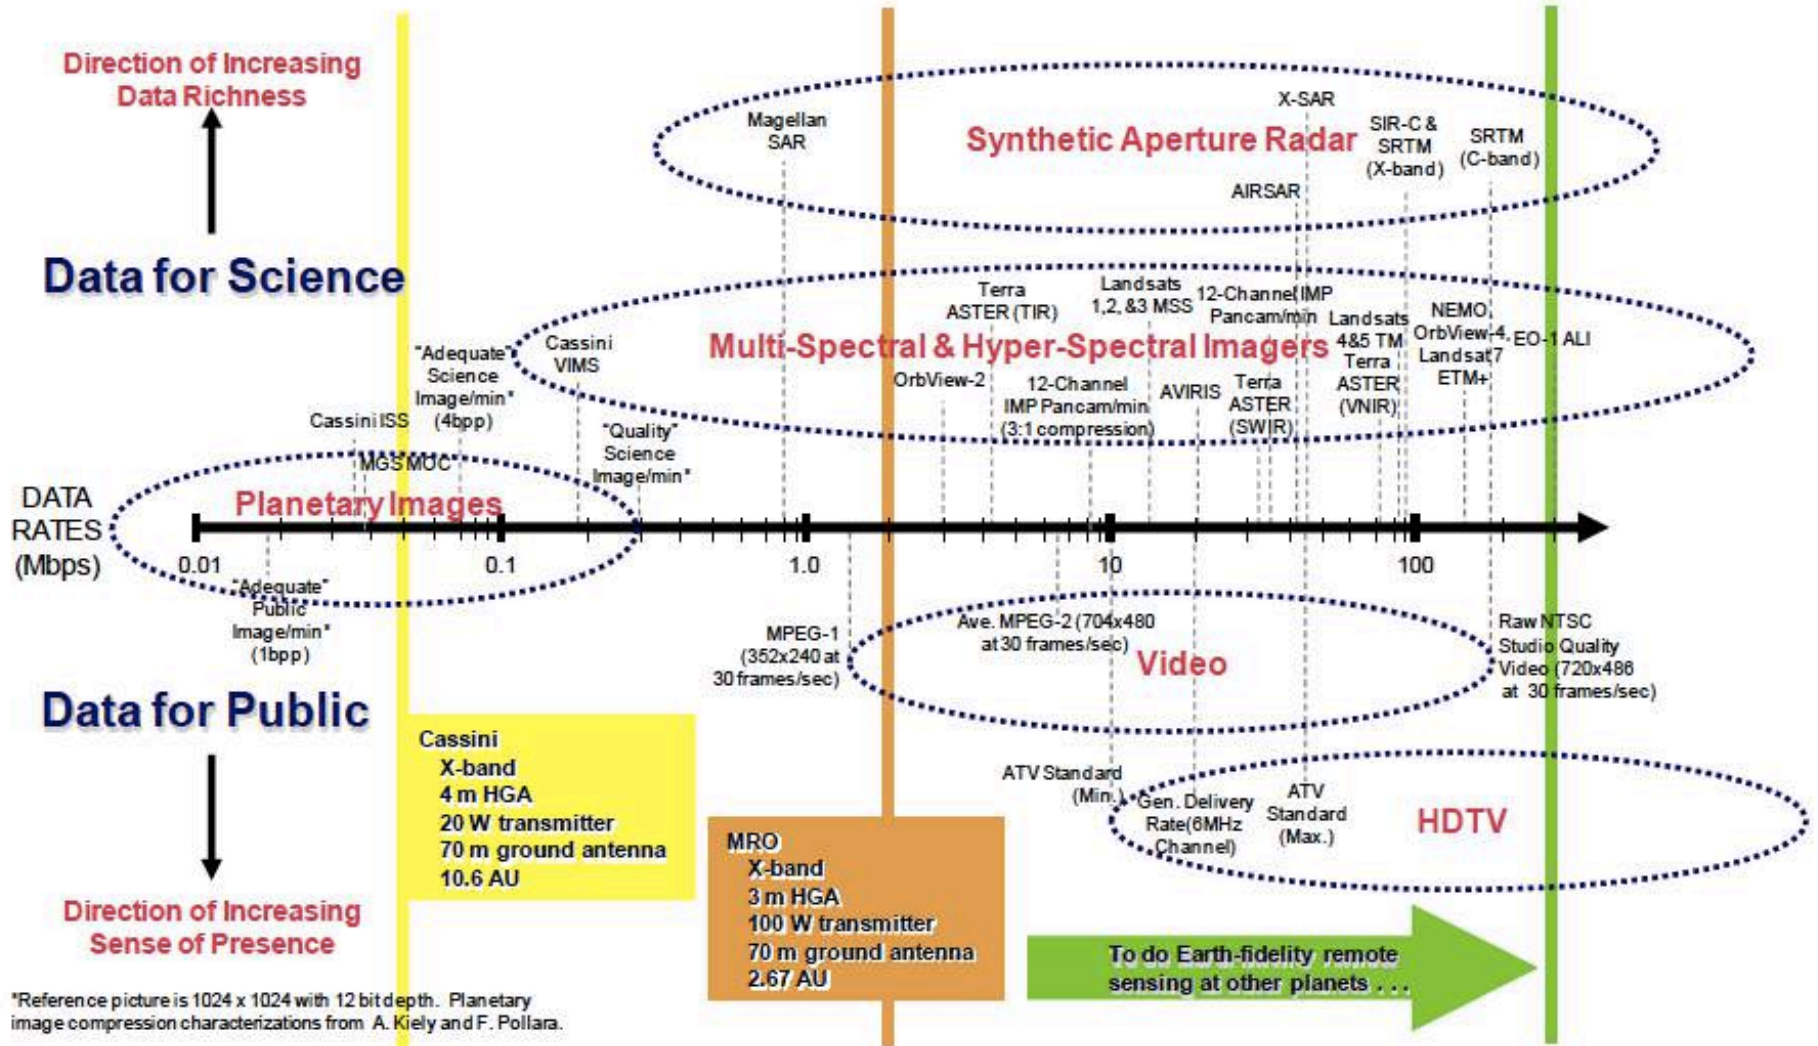 Direction of Increasing
Data Richness
Data for Science
Magellan
SAR
Synthetic Aperture Radar
X-SAR
AIRSAR
SIR-C &
SRTM
(X-band)
SRTM
(C-band)
Terra
ASTER (TIR)
Landsats
1,2, &3 MSS
12-Channel IMP
Pancam/min
Landsats
4&5 TM
Terra
ASTER
(VNIR)
NEMO,
OrbView-4,
Landsat 7
ETM+
EO-1 ALI
Multi-Spectral & Hyper-Spectral Imagers
Cassini
VIMS
OrbView-2
12-Channel
IMP Pancam/min
(3:1 compression)
AVIRIS
Terra
ASTER
(SWIR)
"Adequate"
Science
Image/min*
(4bpp)
Cassini ISS
MGS MOC
"Quality"
Science
Image/min*
Planetary Images
DATA
RATES
(Mbps)
0.01
0.1
1.0
10
100
"Adequate"
Public
Image/min*
(1bpp)
MPEG-1
(352x240 at
30 frames/sec)
Ave. MPEG-2 (704x480
at 30 frames/sec)
Video
Raw NTSC
Studio Quality
Video (720x486
at 30 frames/sec)
Data for Public
Cassini
X-band
4 m HGA
20 W transmitter
70 m ground antenna
10.6 AU
ATV Standard
(Min.)
Gen. Delivery
Rate(6MHz
Channel)
ATV
Standard
(Max.)
HDTV
MRO
X-band
3 m HGA
100 W transmitter
70 m ground antenna
2.67 AU
Direction of Increasing
Sense of Presence
To do Earth-fidelity remote
sensing at other planets . . .
*Reference picture is 1024 x 1024 with 12 bit depth. Planetary
image compression characterizations from A. Kiely and F. Pollara.